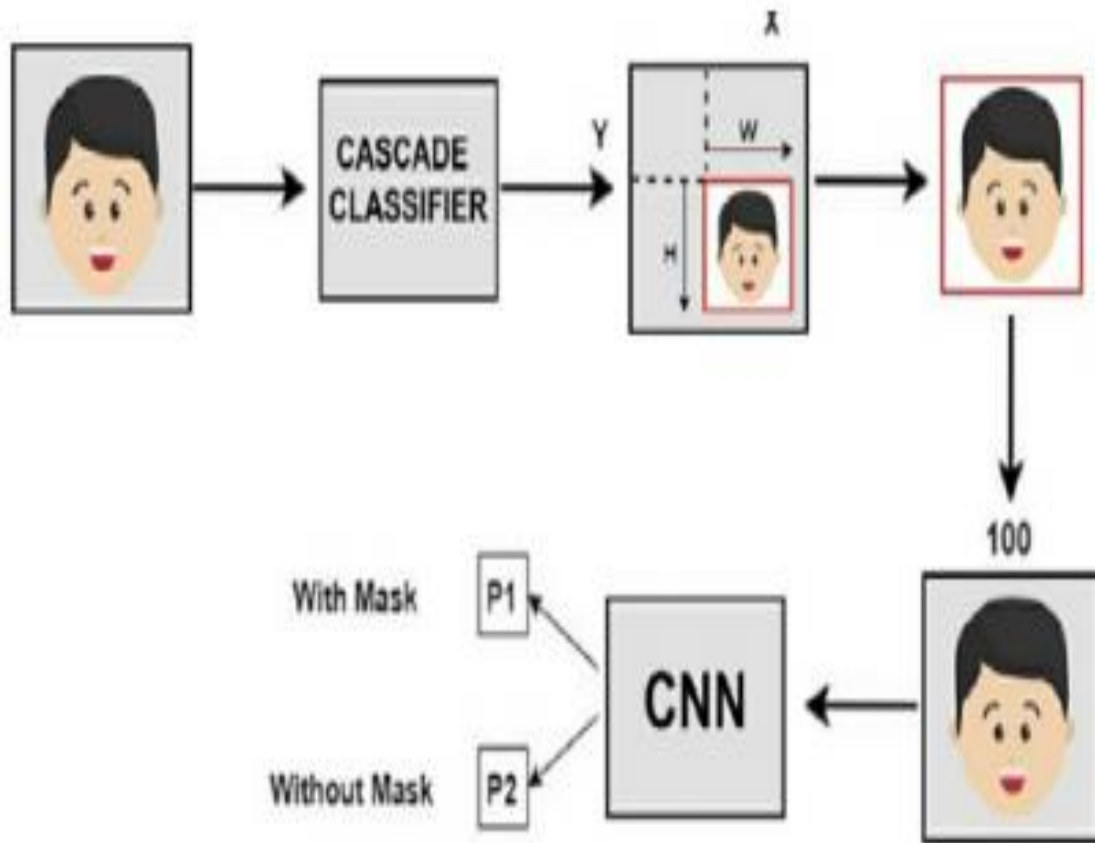 X
CASCADE
CLASSIFIER
Y
W
H
100
With Mask
P1
CNN
Without Mask
P2